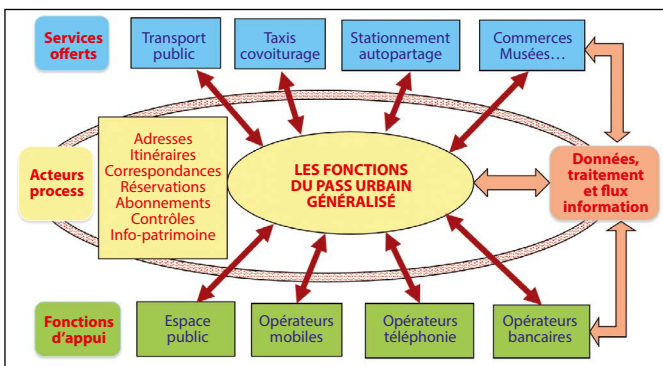 Services
offerts
Transport
public
Taxis
covoiturage
Stationnement
autopartage
Commerces
Musées…
Acteurs
process
Adresses
Itinéraires
Correspondances
Réservations
Abonnements
Contrôles
Info-patrimoine
LES FONCTIONS
DU PASS URBAIN
GÉNÉRALISÉ
Données,
traitement
et flux
information
Fonctions
d’appui
Espace
public
Opérateurs
mobiles
Opérateurs
téléphonie
Opérateurs
bancaires